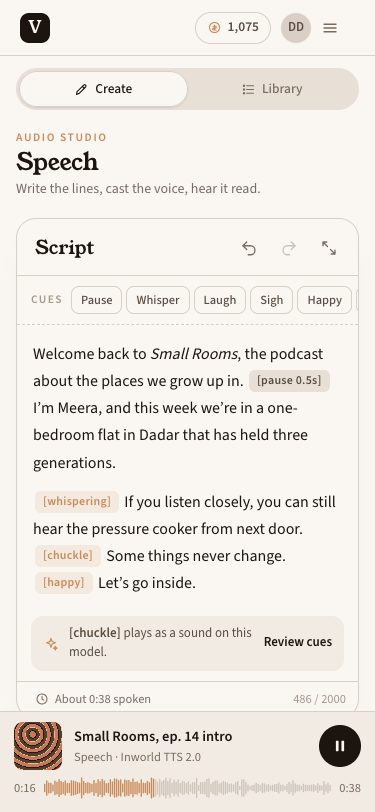 V
1,075
DD
Create
Library
AUDIO STUDIO
Speech
Write the lines, cast the voice, hear it read.
Script
CUES Pause Whisper Laugh Sigh Happy
Welcome back to Small Rooms, the podcast
about the places we grow up in. [pause 0.5s]
I’m Meera, and this week we’re in a one-
bedroom flat in Dadar that has held three
generations.
[whispering] If you listen closely, you can still
hear the pressure cooker from next door.
[chuckle] Some things never change.
[happy] Let’s go inside.
[chuckle] plays as a sound on this
model.
Review cues
About 0:38 spoken
486 / 2000
Small Rooms, ep. 14 intro
Speech · Inworld TTS 2.0
0:16
0:38